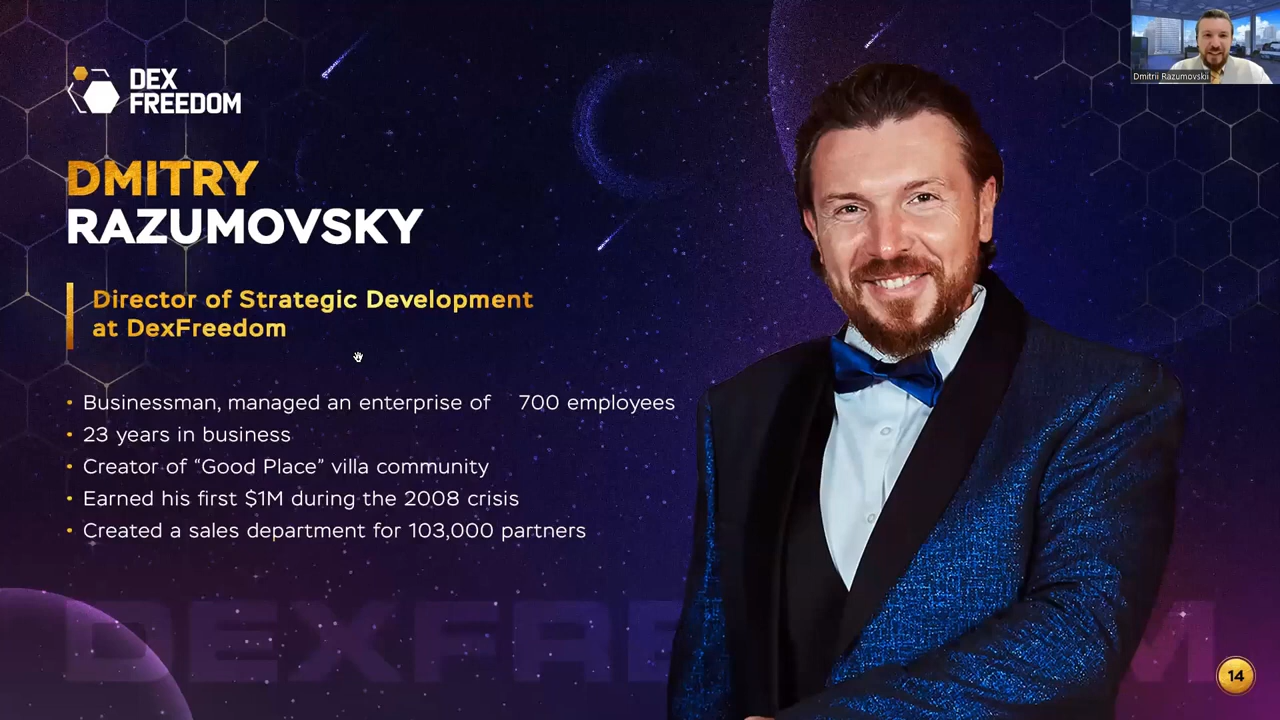 DEX
FREEDOM
Dmitrii Razumovskii
DMITRY
RAZUMOVSKY
Director of Strategic Development
at DexFreedom
• Businessman, managed an enterprise of 700 employees
• 23 years in business
• Creator of “Good Place” villa community
• Earned his first $1M during the 2008 crisis
• Created a sales department for 103,000 partners
14